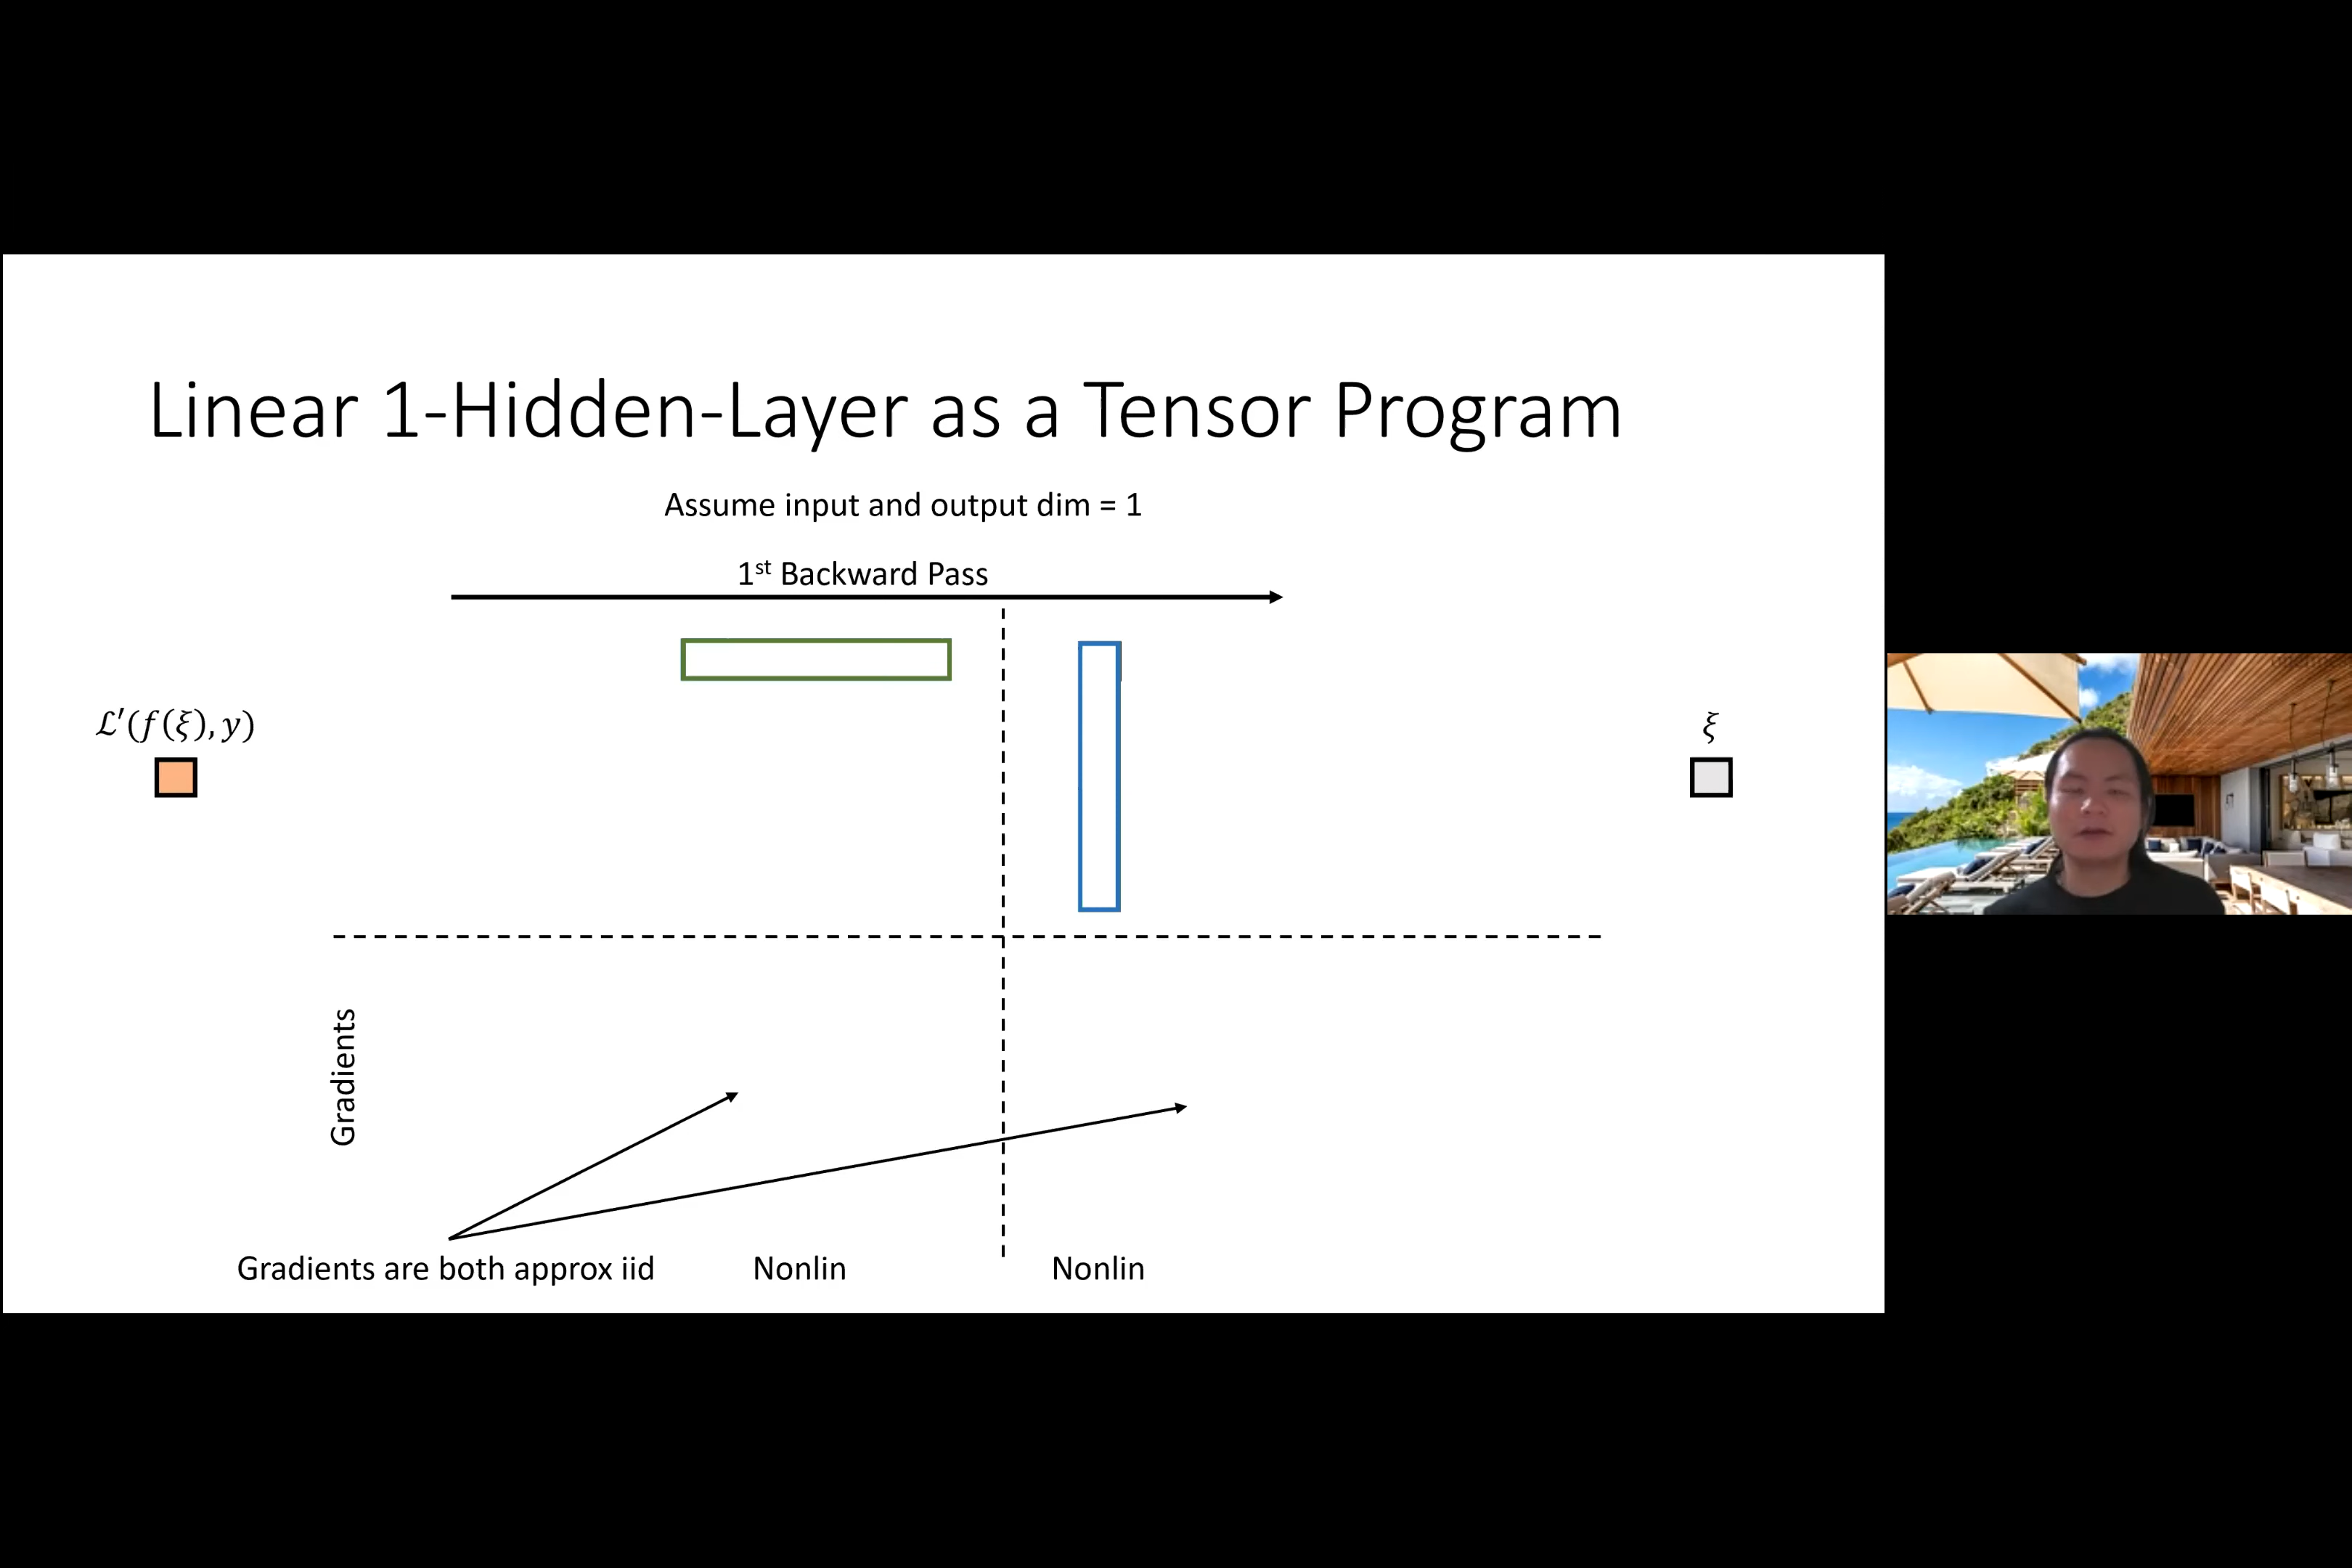 Linear 1-Hidden-Layer as a Tensor Program
Assume input and output dim = 1
1st Backward Pass
ℒ′(f(ξ), y)
ξ
Gradients
Gradients are both approx iid
Nonlin
Nonlin